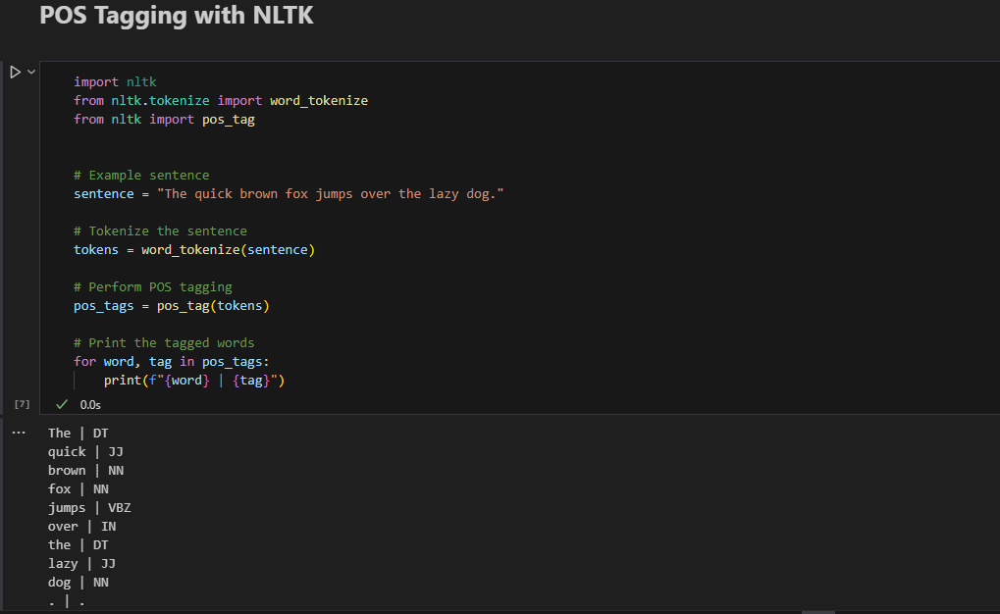 POS Tagging with NLTK
import nltk
from nltk.tokenize import word_tokenize
from nltk import pos_tag
# Example sentence
sentence = "The quick brown fox jumps over the lazy dog."
# Tokenize the sentence
tokens = word_tokenize(sentence)
# Perform POS tagging
pos_tags = pos_tag(tokens)
# Print the tagged words
for word, tag in pos_tags:
    print(f"{word} | {tag}")
[7] ✓ 0.0s
... The | DT
quick | JJ
brown | NN
fox | NN
jumps | VBZ
over | IN
the | DT
lazy | JJ
dog | NN
. | .